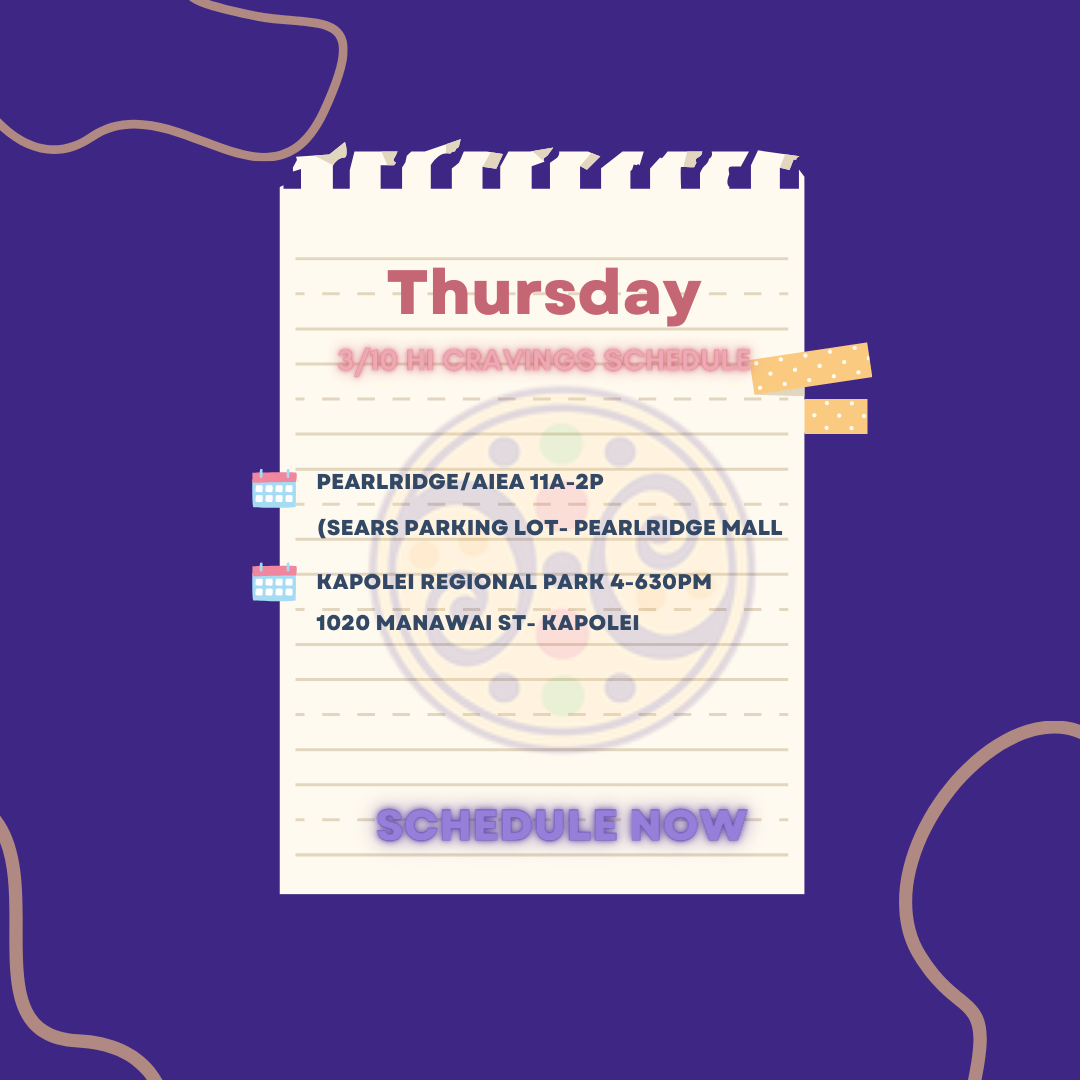 Thursday
3/10 HI CRAVINGS SCHEDULE
PEARLRIDGE/AIEA 11A-2P
(SEARS PARKING LOT- PEARLRIDGE MALL
KAPOLEI REGIONAL PARK 4-630PM
1020 MANAWAI ST- KAPOLEI
SCHEDULE NOW